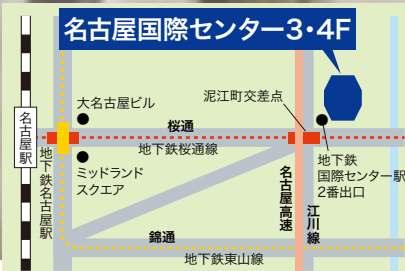 名古屋国際センター3・4F
大名古屋ビル
泥江町交差点
桜通
地下鉄桜通線
名古屋駅
地下鉄名古屋駅
ミッドランド
スクエア
地下鉄
国際センター駅
2番出口
名古屋高速
江川線
錦通
地下鉄東山線